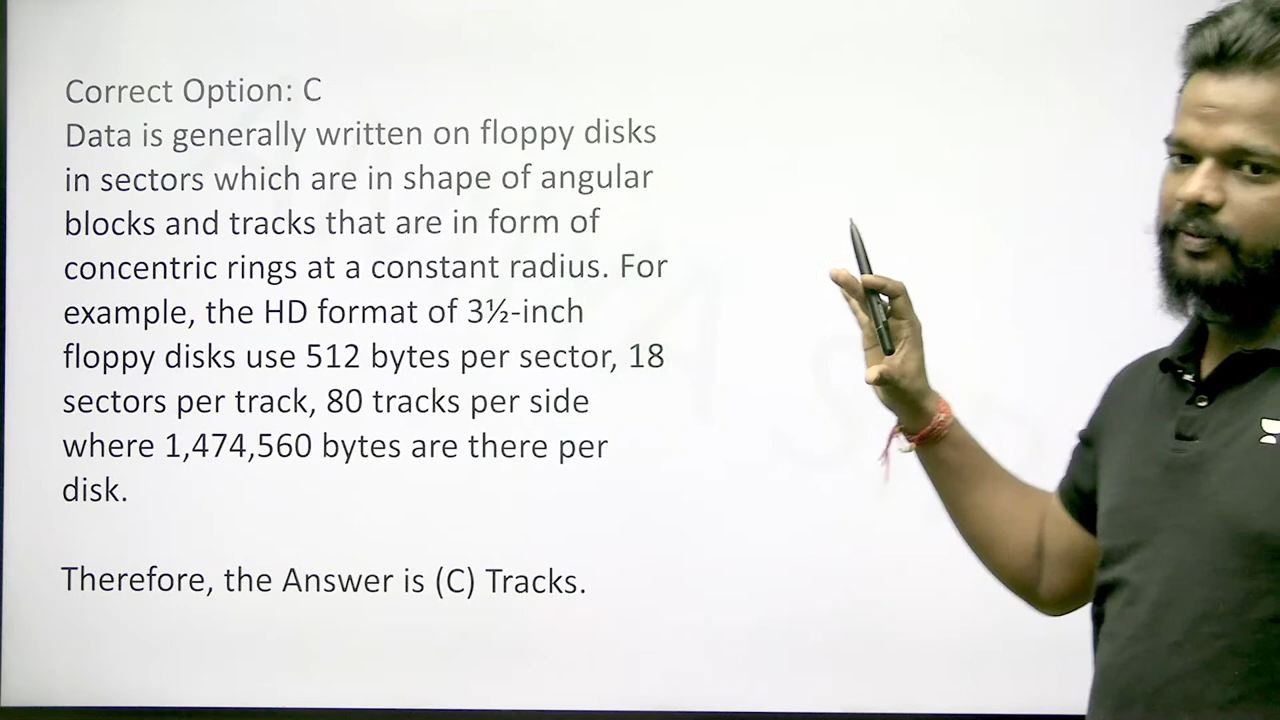 Correct Option: C
Data is generally written on floppy disks
in sectors which are in shape of angular
blocks and tracks that are in form of
concentric rings at a constant radius. For
example, the HD format of 3½-inch
floppy disks use 512 bytes per sector, 18
sectors per track, 80 tracks per side
where 1,474,560 bytes are there per
disk.
Therefore, the Answer is (C) Tracks.